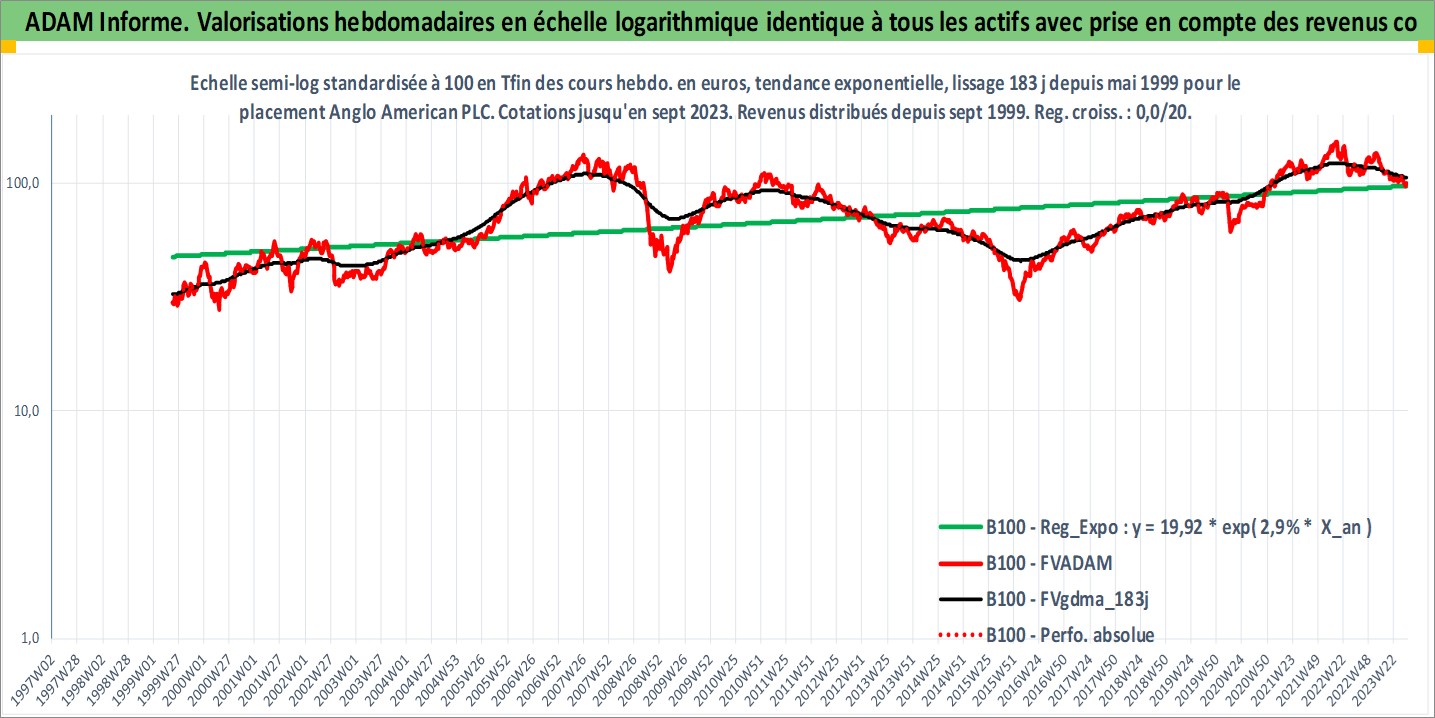 ADAM Informe. Valorisations hebdomadaires en échelle logarithmique identique à tous les actifs avec prise en compte des revenus co
Echelle semi-log standardisée à 100 en Tfin des cours hebdo. en euros, tendance exponentielle, lissage 183 j depuis mai 1999 pour le
placement Anglo American PLC. Cotations jusqu'en sept 2023. Revenus distribués depuis sept 1999. Reg. croiss. : 0,0/20.
100,0
10,0
1,0
B100 - Reg_Expo : y = 19,92 * exp( 2,9% * X_an )
B100 - FVADAM
B100 - FVgdma_183j
B100 - Perfo. absolue
1997W02
1997W28
1998W02
1998W28
1999W01
1999W27
2000W01
2000W27
2001W01
2001W27
2002W01
2002W27
2003W01
2003W27
2004W01
2004W27
2004W53
2005W26
2005W52
2006W26
2006W52
2007W26
2007W52
2008W26
2008W52
2009W26
2009W52
2010W25
2010W51
2011W25
2011W51
2012W25
2012W51
2013W25
2013W51
2014W25
2014W51
2015W25
2015W51
2016W24
2016W50
2017W24
2017W50
2018W24
2018W50
2019W24
2019W50
2020W24
2020W50
2021W23
2021W49
2022W22
2022W48
2023W22